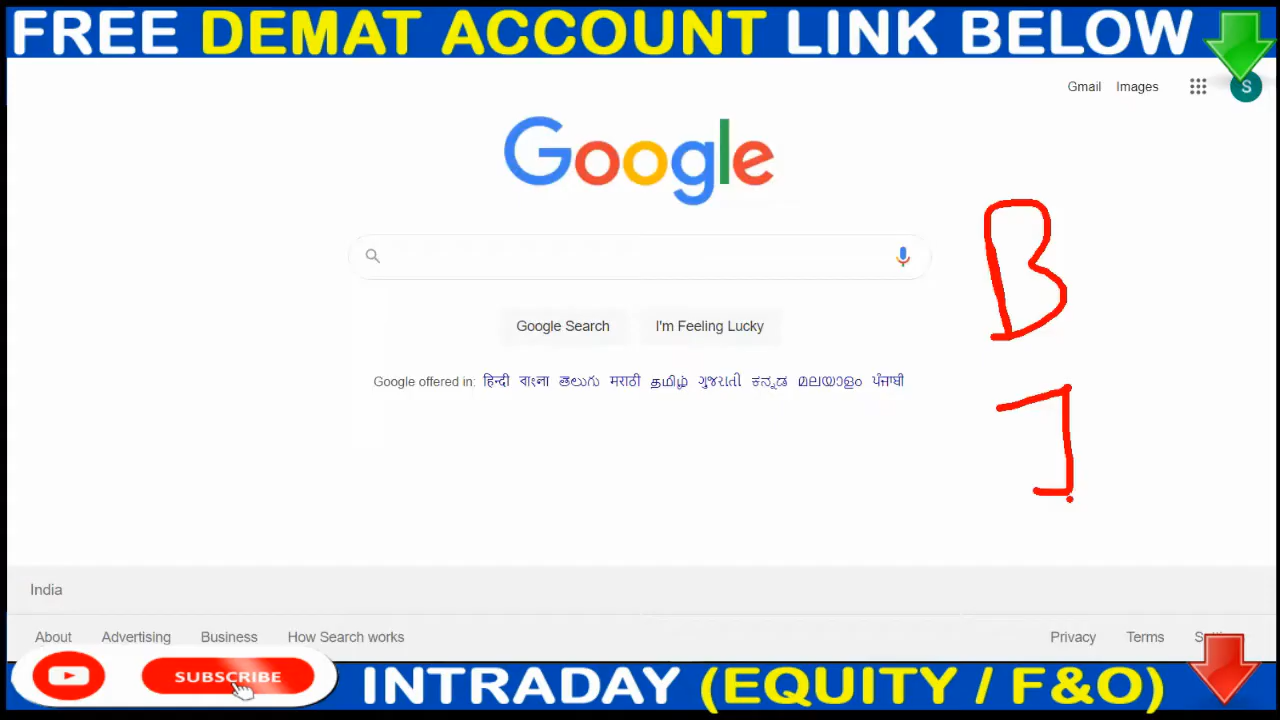 FREE DEMAT ACCOUNT LINK BELOW
Gmail Images
S
Google
B
Google Search I'm Feeling Lucky
Google offered in: हिन्दी বাংলা తెలుగు मराठी தமிழ் ગુજરાતી ಕನ್ನಡ മലയാളം ਪੰਜਾਬੀ
India
About Advertising Business How Search works Privacy Terms
SUBSCRIBE
INTRADAY (EQUITY / F&O)